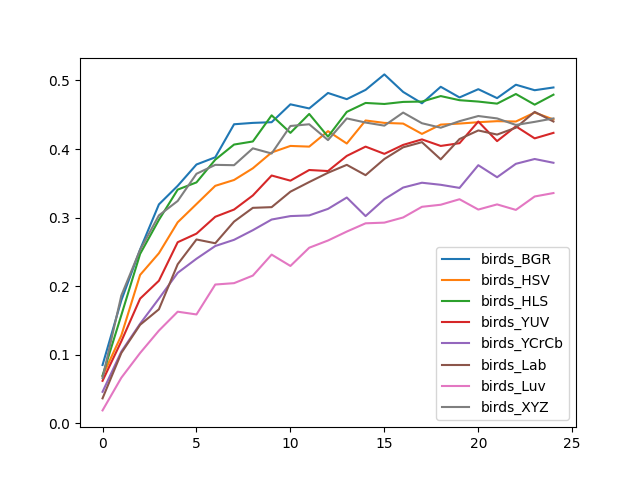 0.5
0.4
0.3
0.2
0.1
0.0
0 5 10 15 20 25
birds_BGR
birds_HSV
birds_HLS
birds_YUV
birds_YCrCb
birds_Lab
birds_Luv
birds_XYZ